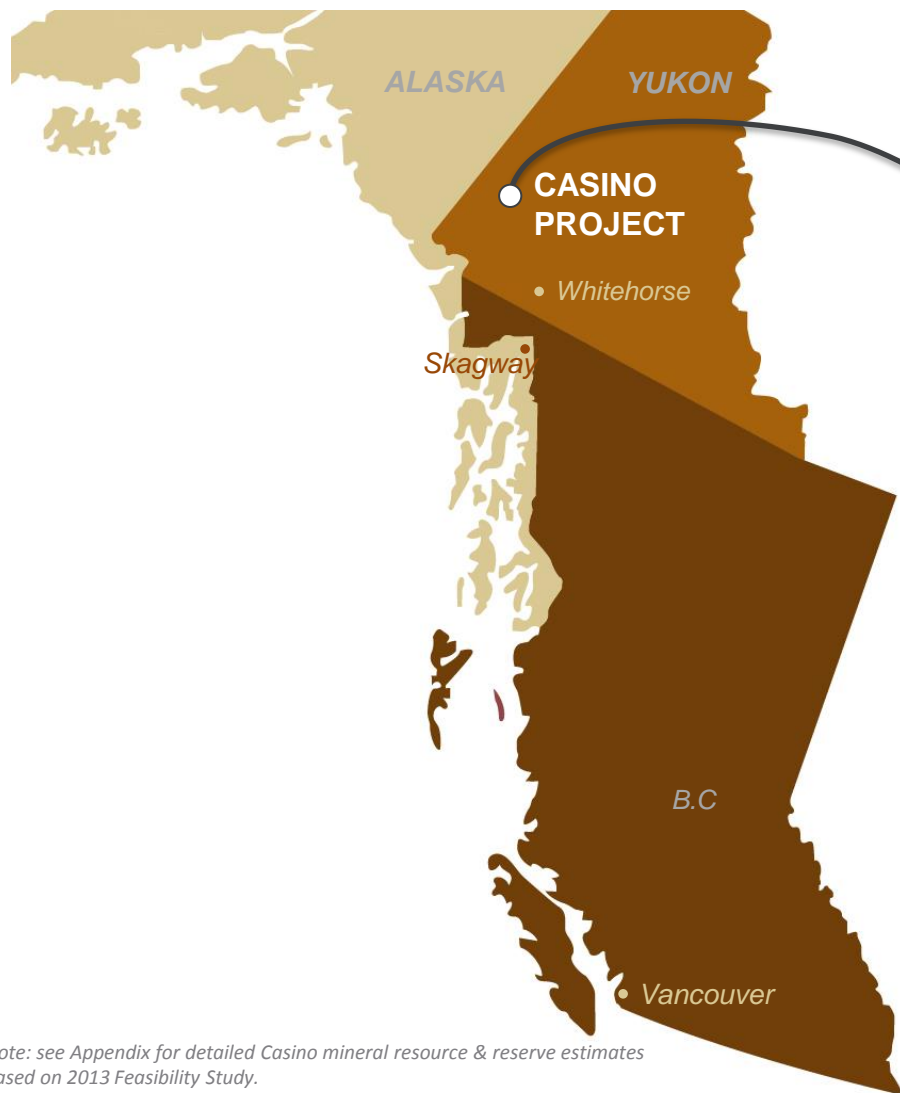 ALASKA
YUKON
CASINO
PROJECT
Whitehorse
Skagway
B.C
Vancouver
ote: see Appendix for detailed Casino mineral resource & reserve estimates
ased on 2013 Feasibility Study.